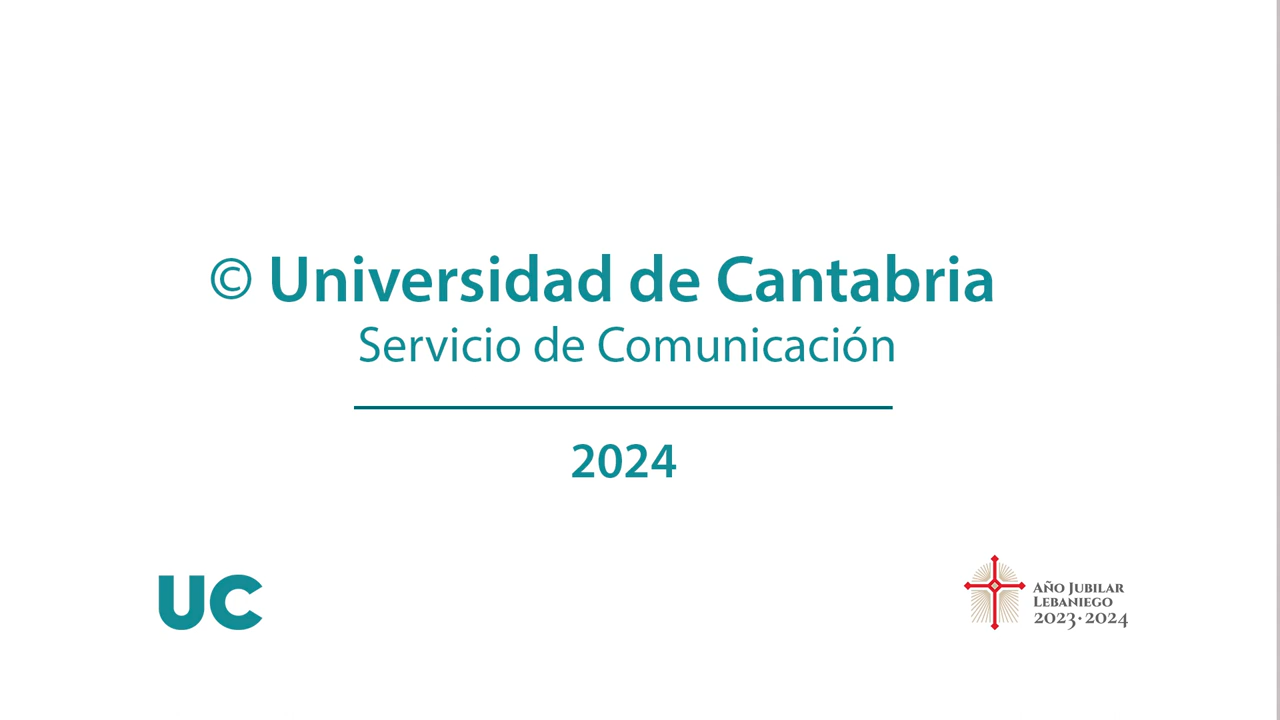 © Universidad de Cantabria
Servicio de Comunicación
2024
UC
AÑO JUBILAR
LEBANIEGO
2023·2024